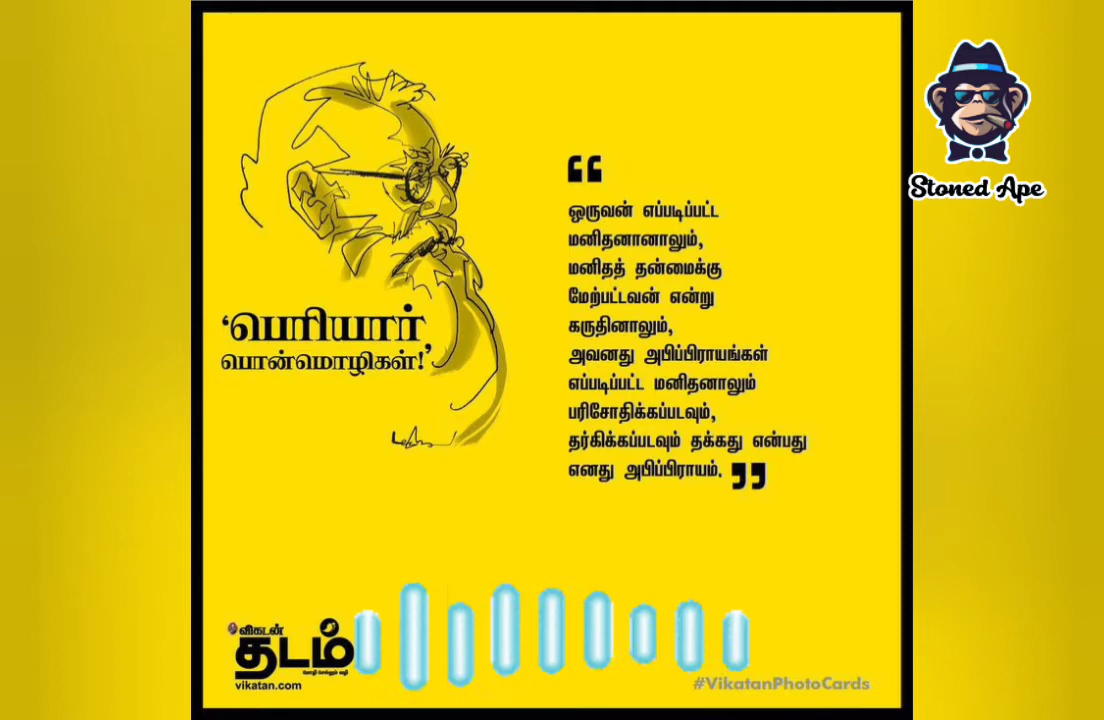 Stoned Ape
“
ஒருவன் எப்படிப்பட்ட
மனிதனானாலும்,
மனிதத் தன்மைக்கு
மேற்பட்டவன் என்று
கருதினாலும்,
அவனது அபிப்பிராயங்கள்
எப்படிப்பட்ட மனிதனாலும்
பரிசோதிக்கப்படவும்,
தர்கிக்கப்படவும் தக்கது என்பது
எனது அபிப்பிராயம். ”
‘பெரியார்
பொன்மொழிகள்!’
விகடன்
தடம்
vikatan.com
#VikatanPhotoCards